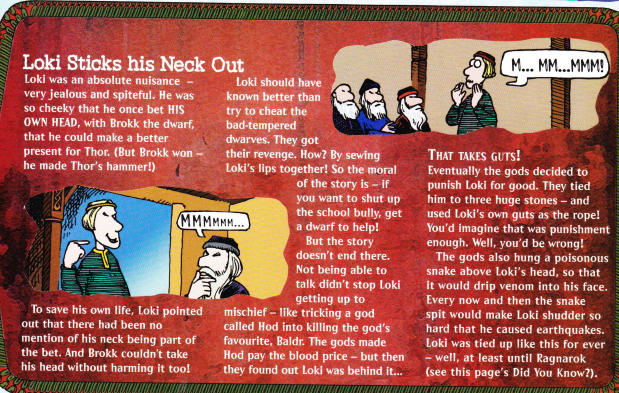 Loki Sticks his Neck Out
Loki was an absolute nuisance –
very jealous and spiteful. He was
so cheeky that he once bet HIS
OWN HEAD, with Brokk the dwarf,
that he could make a better
present for Thor. (But Brokk won –
he made Thor's hammer!)
MMMMMM...
To save his own life, Loki pointed
out that there had been no
mention of his neck being part of
the bet. And Brokk couldn't take
his head without harming it too!
Loki should have
known better than
try to cheat the
bad-tempered
dwarves. They got
their revenge. How? By sewing
Loki's lips together! So the moral
of the story is – if
you want to shut up
the school bully, get
a dwarf to help!
But the story
doesn't end there.
Not being able to
talk didn't stop Loki
getting up to
mischief – like tricking a god
called Hod into killing the god's
favourite, Baldr. The gods made
Hod pay the blood price – but then
they found out Loki was behind it...
M... MM...MMM!
THAT TAKES GUTS!
Eventually the gods decided to
punish Loki for good. They tied
him to three huge stones – and
used Loki's own guts as the rope!
You'd imagine that was punishment
enough. Well, you'd be wrong!
The gods also hung a poisonous
snake above Loki's head, so that
it would drip venom into his face.
Every now and then the snake
spit would make Loki shudder so
hard that he caused earthquakes.
Loki was tied up like this for ever
– well, at least until Ragnarok
(see this page's Did You Know?).